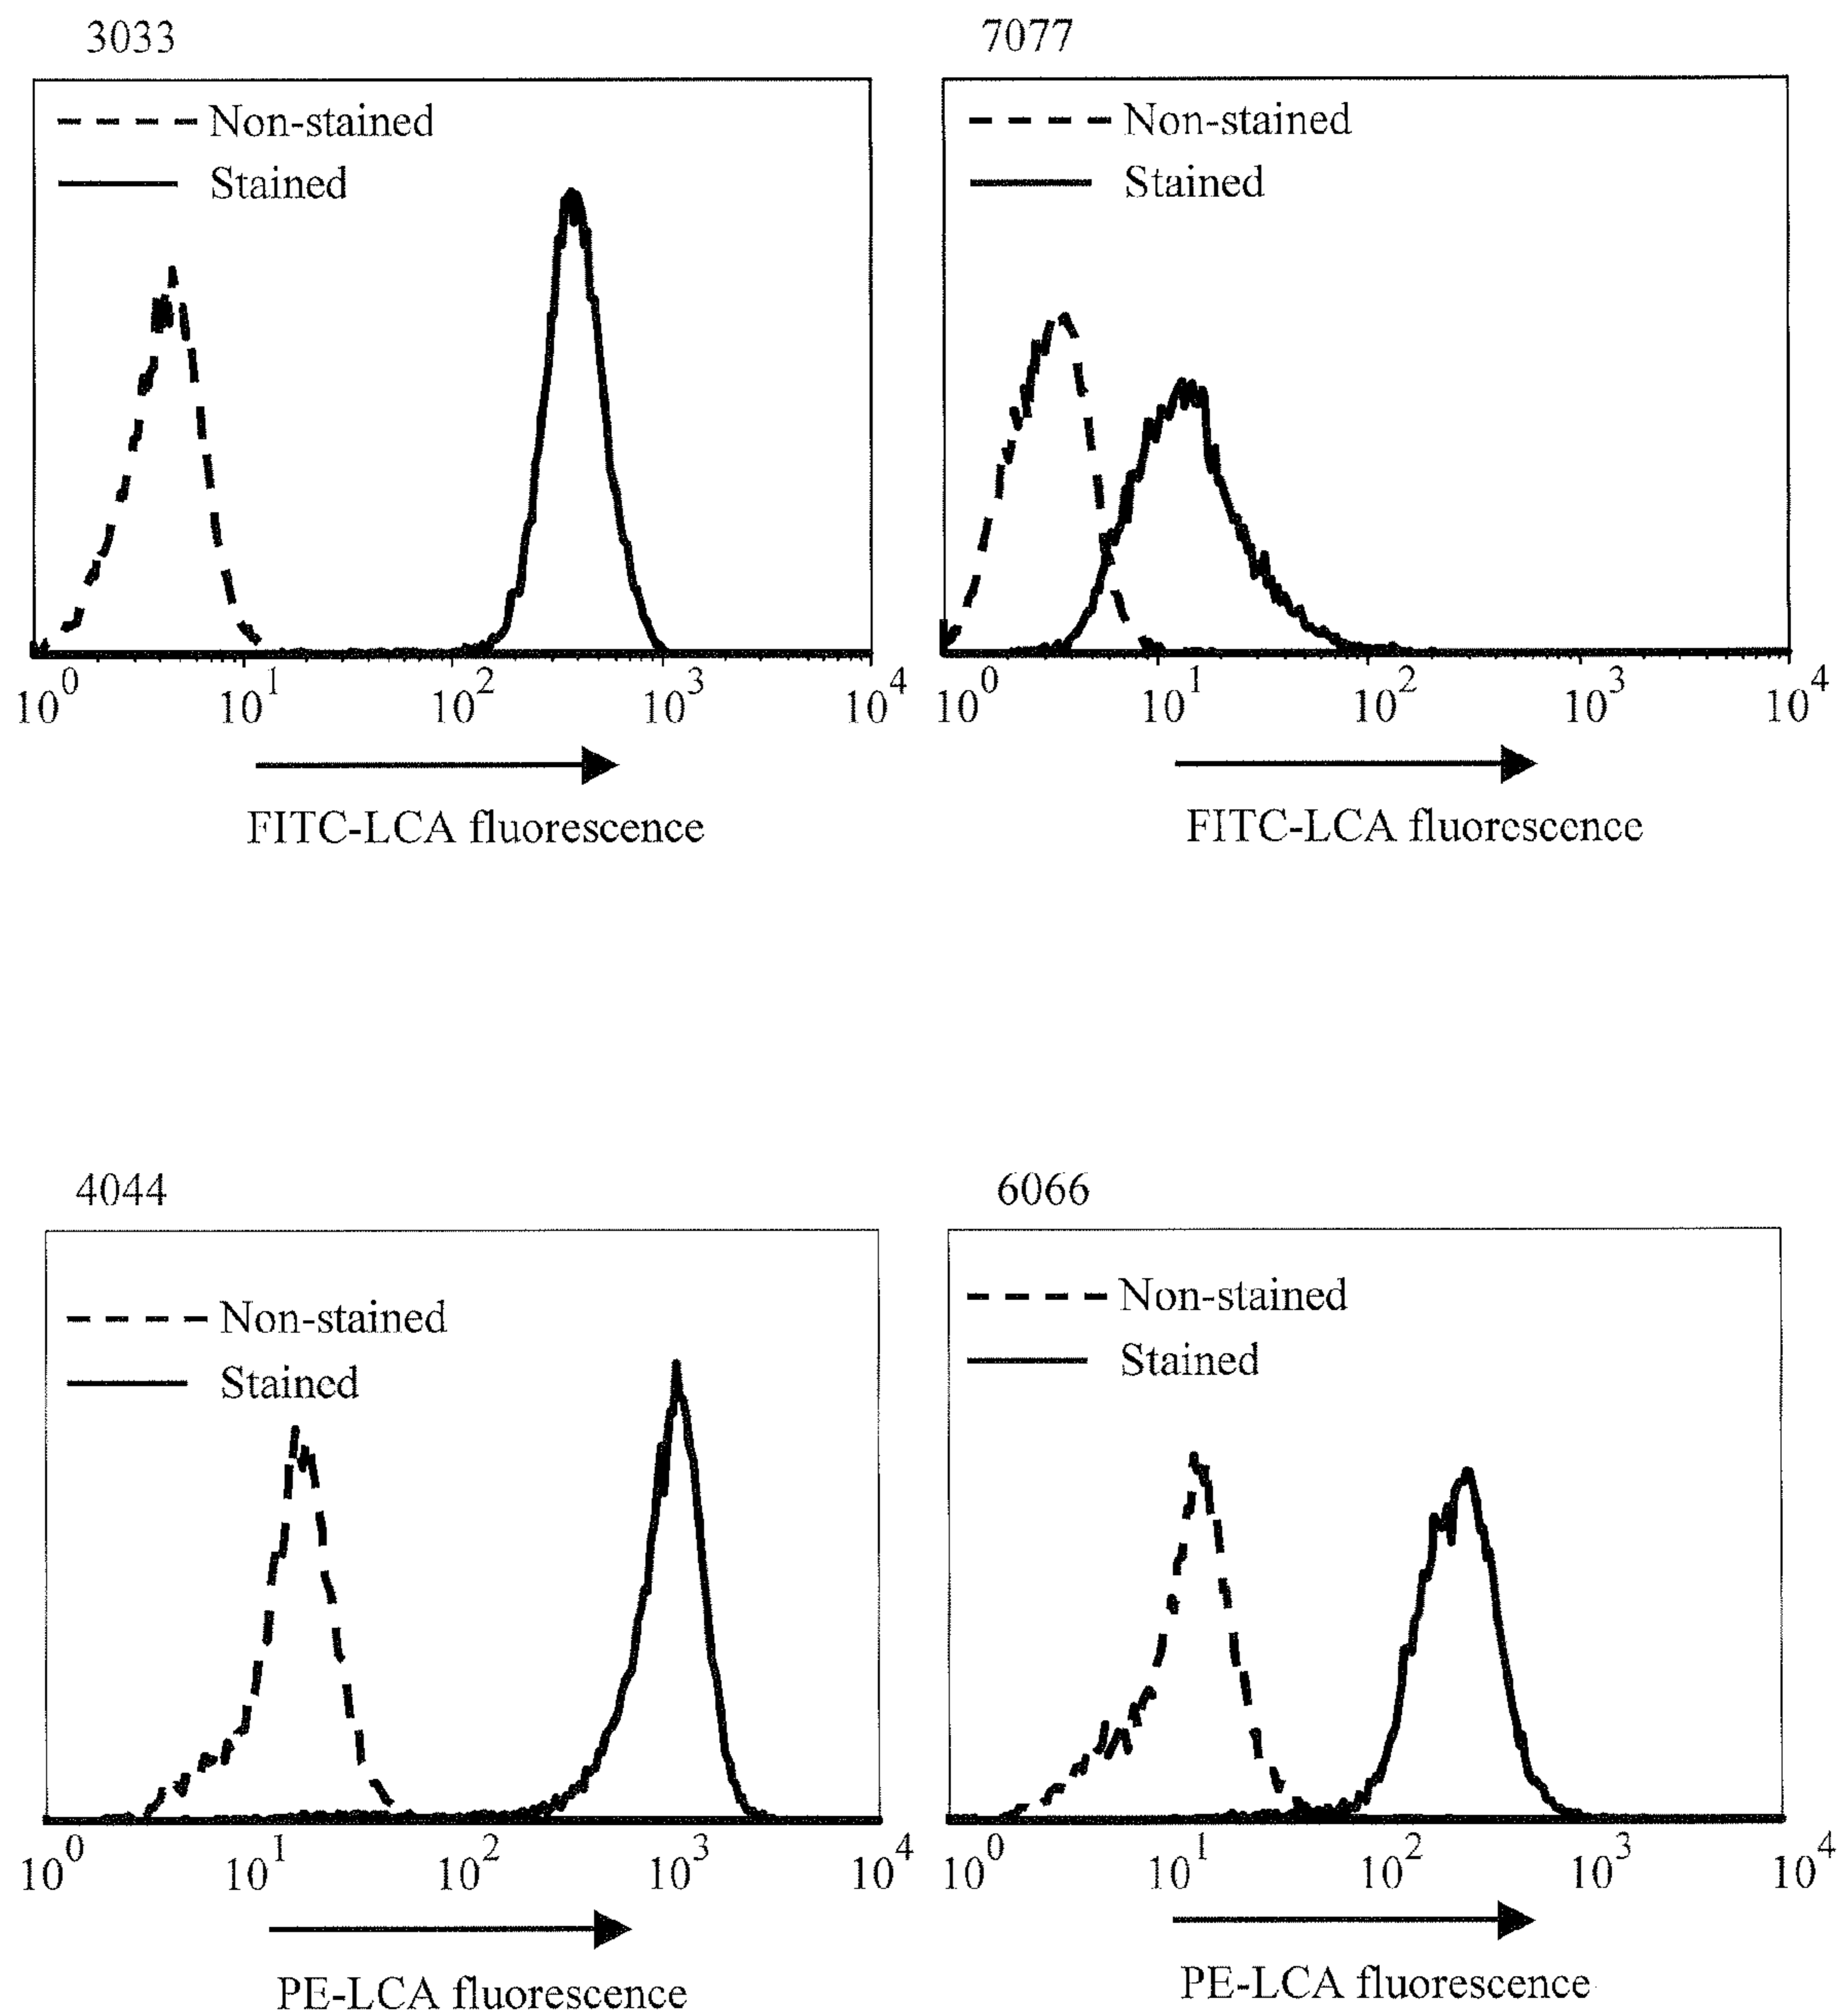 3033
Non-stained
Stained
10^0 10^1 10^2 10^3 10^4
FITC-LCA fluorescence
7077
Non-stained
Stained
10^0 10^1 10^2 10^3 10^4
FITC-LCA fluorescence
4044
Non-stained
Stained
10^0 10^1 10^2 10^3 10^4
PE-LCA fluorescence
6066
Non-stained
Stained
10^0 10^1 10^2 10^3 10^4
PE-LCA fluorescence